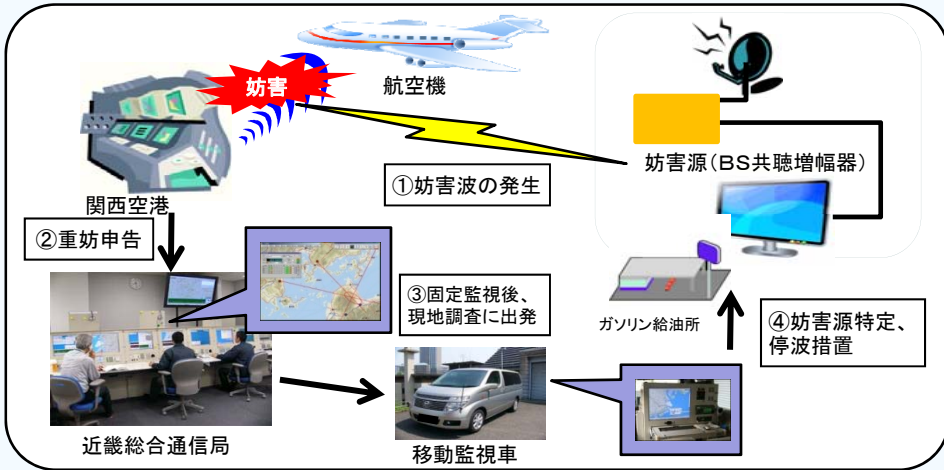 妨害
航空機
妨害源（BS共聴増幅器）
①妨害波の発生
関西空港
②重妨申告
③固定監視後、
現地調査に出発
ガソリン給油所
④妨害源特定、
停波措置
近畿総合通信局
移動監視車